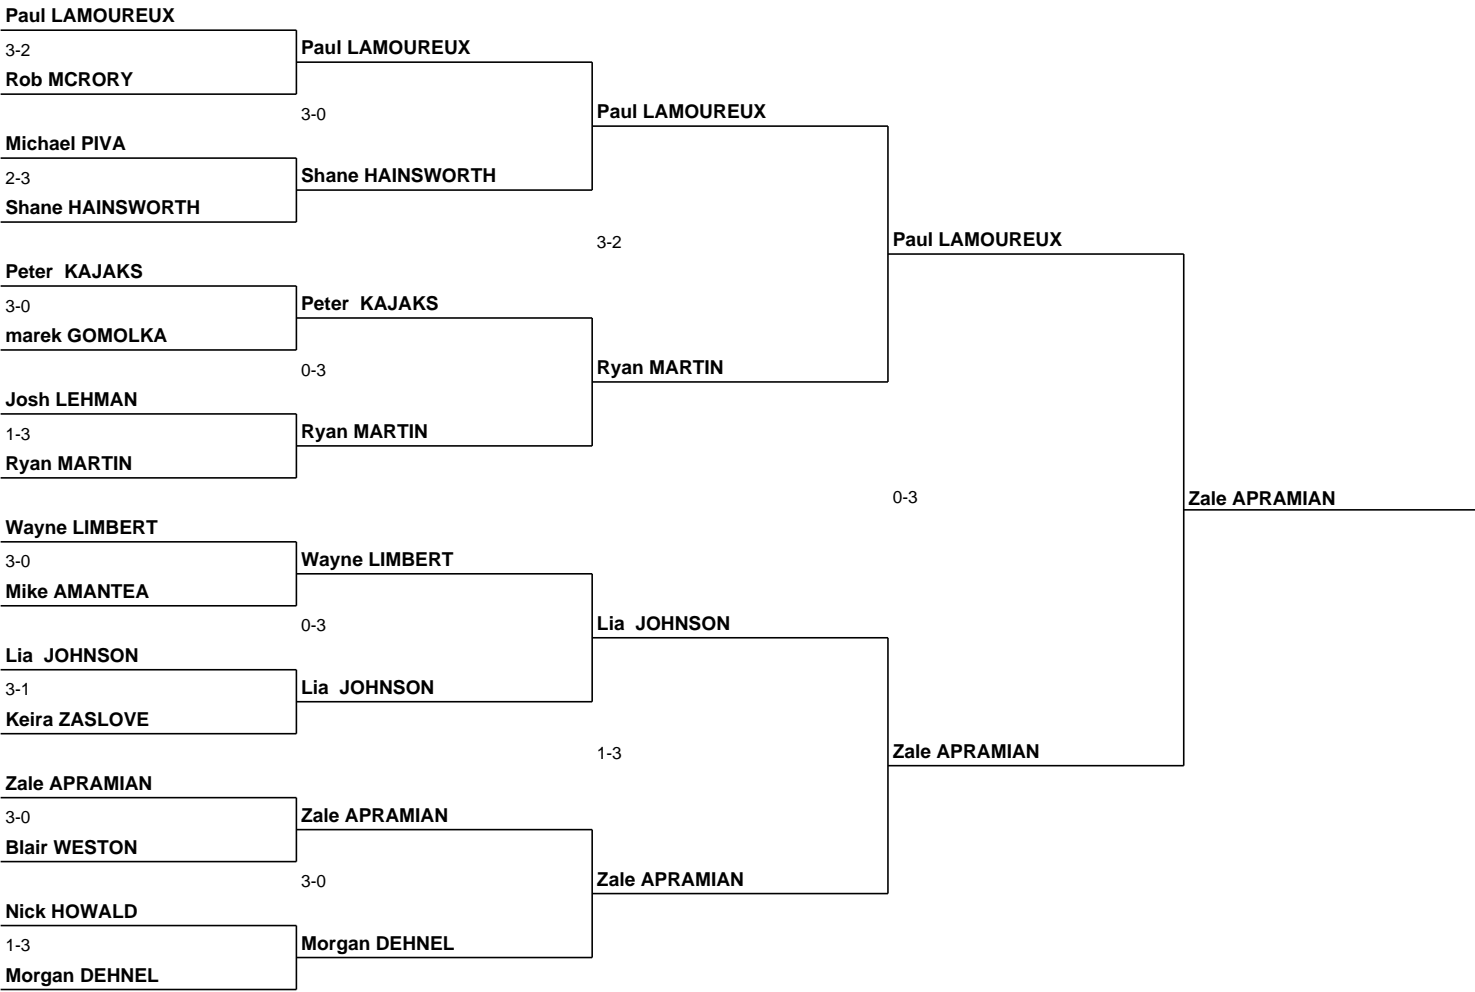 Paul LAMOUREUX
3-2
Rob MCRORY
Michael PIVA
2-3
Shane HAINSWORTH
Peter  KAJAKS
3-0
marek GOMOLKA
Josh LEHMAN
1-3
Ryan MARTIN
Wayne LIMBERT
3-0
Mike AMANTEA
Lia  JOHNSON
3-1
Keira ZASLOVE
Zale APRAMIAN
3-0
Blair WESTON
Nick HOWALD
1-3
Morgan DEHNEL
Paul LAMOUREUX
3-0
Shane HAINSWORTH
Peter  KAJAKS
0-3
Ryan MARTIN
Wayne LIMBERT
0-3
Lia  JOHNSON
Zale APRAMIAN
3-0
Morgan DEHNEL
Paul LAMOUREUX
3-2
Ryan MARTIN
Lia  JOHNSON
1-3
Zale APRAMIAN
Paul LAMOUREUX
0-3
Zale APRAMIAN
Zale APRAMIAN